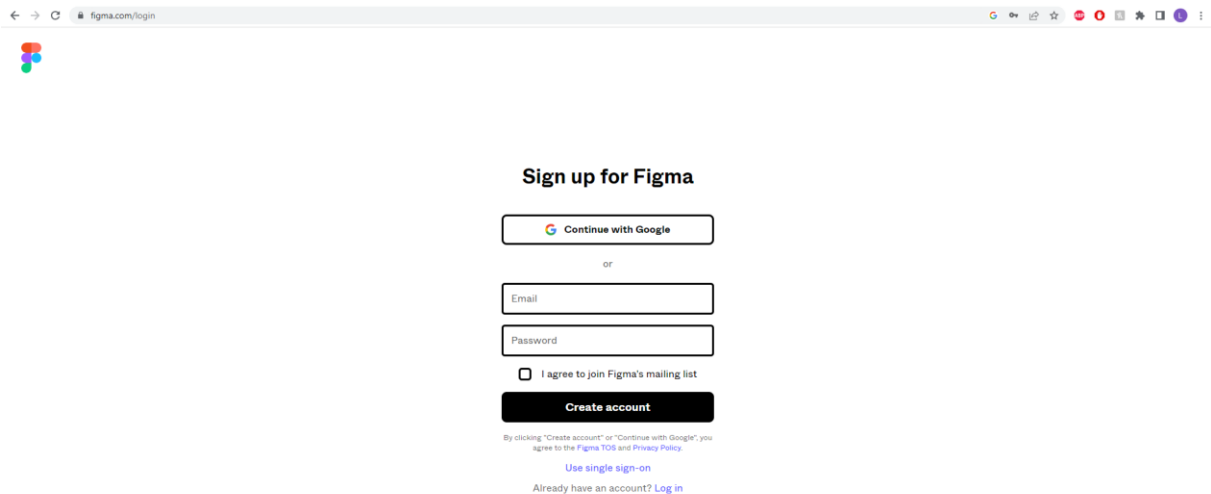 figma.com/login
Sign up for Figma
Continue with Google
or
Email
Password
I agree to join Figma's mailing list
Create account
By clicking "Create account" or "Continue with Google", you
agree to the Figma TOS and Privacy Policy.
Use single sign-on
Already have an account? Log in